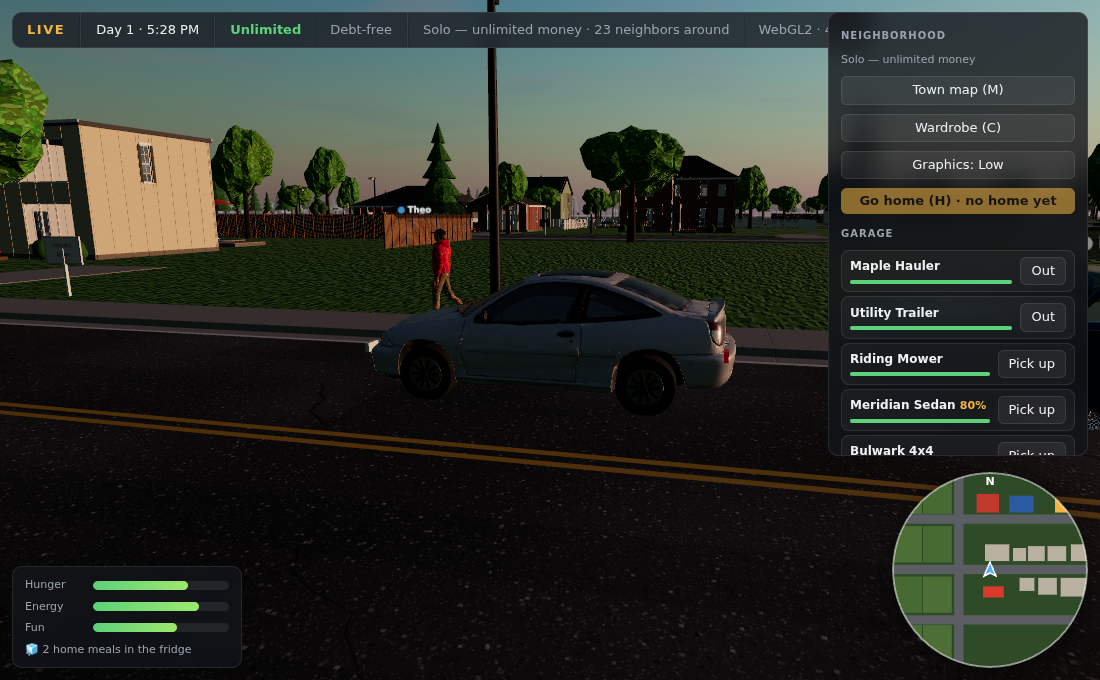 LIVE
Day 1 · 5:28 PM
Unlimited
Debt-free
Solo — unlimited money · 23 neighbors around
WebGL2 ·
NEIGHBORHOOD
Solo — unlimited money
Town map (M)
Wardrobe (C)
Graphics: Low
Go home (H) · no home yet
GARAGE
Maple Hauler
Out
Utility Trailer
Out
Riding Mower
Pick up
Meridian Sedan 80%
Pick up
Bulwark 4x4
Pick up
Theo
N
Hunger
Energy
Fun
2 home meals in the fridge